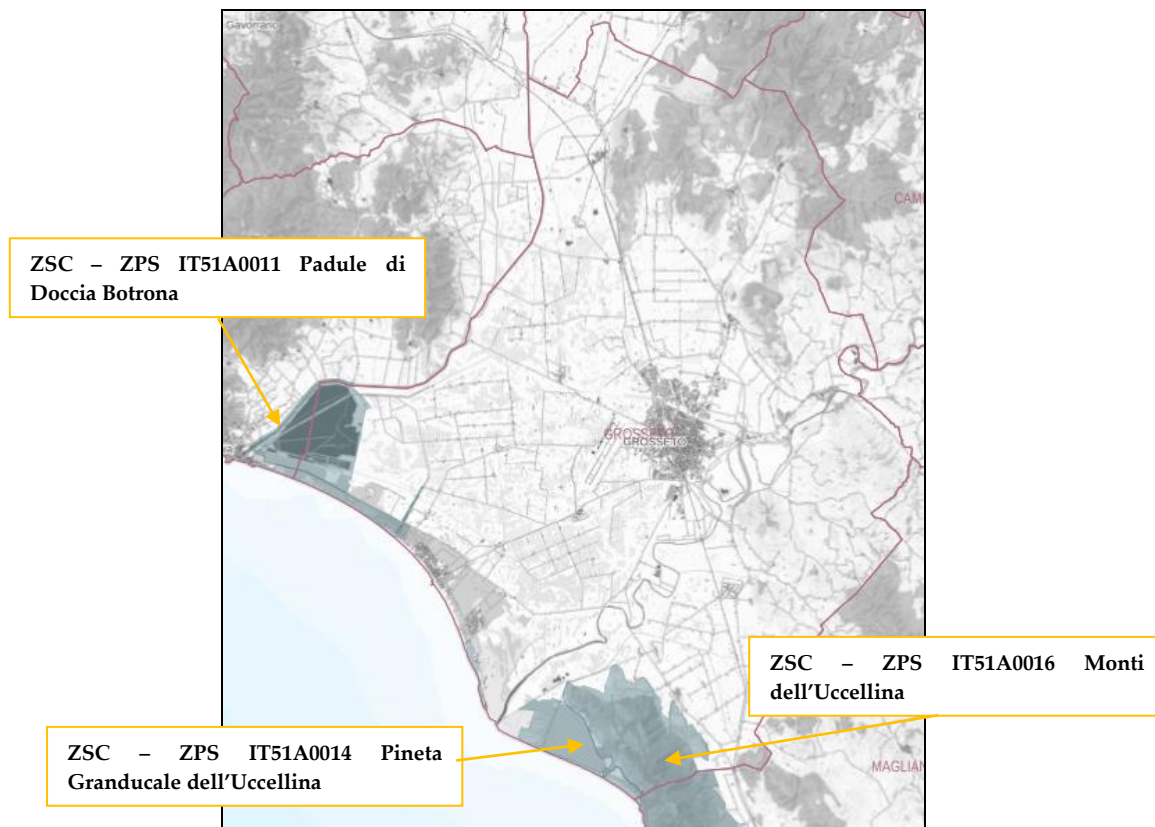 Gavorrano
CAM
ZSC – ZPS IT51A0011 Padule di
Doccia Botrona
GROSSETO
GROSSETO
ZSC – ZPS IT51A0016 Monti
dell’Uccellina
ZSC – ZPS IT51A0014 Pineta
Granducale dell’Uccellina
MAGLIAN